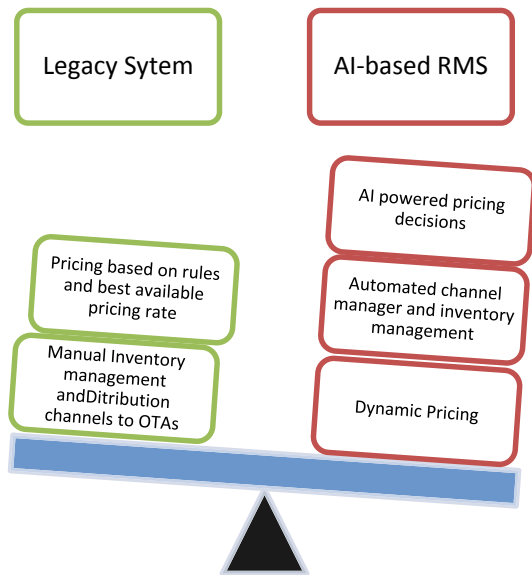 Legacy Sytem
AI-based RMS
AI powered pricing
decisions
Pricing based on rules
and best available
pricing rate
Automated channel
manager and inventory
management
Manual Inventory
management
andDitribution
channels to OTAs
Dynamic Pricing